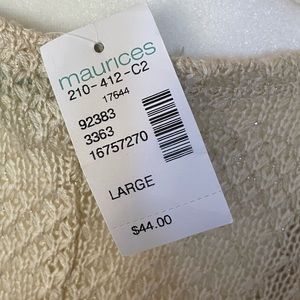 maurices
210-412-C2
17644
92383
3363
16757270
LARGE
$44.00